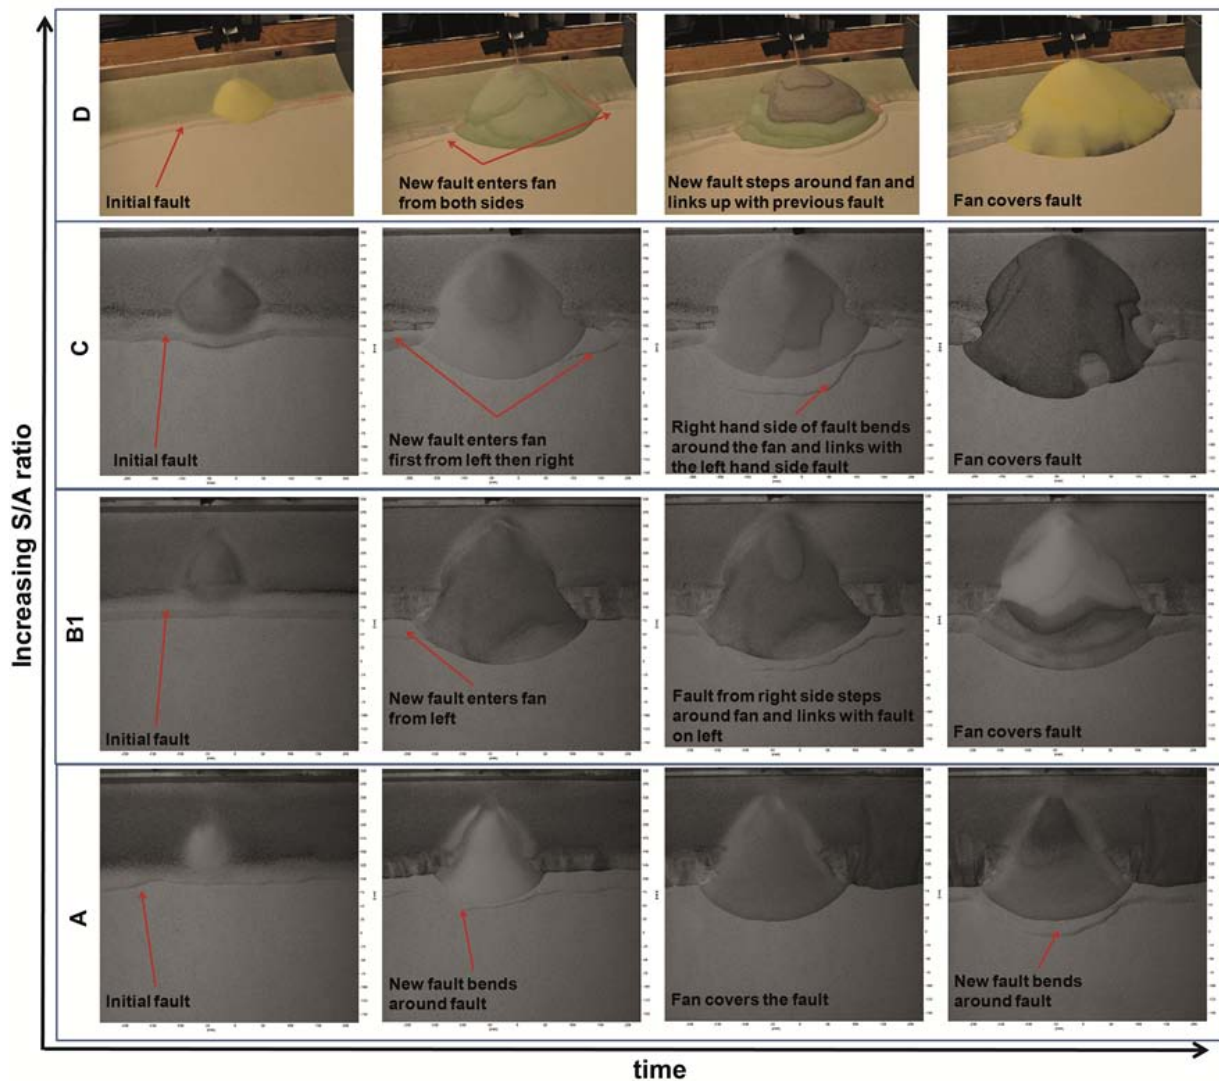 Increasing S/A ratio
D
Initial fault
New fault enters fan
from both sides
New fault steps around fan and
links up with previous fault
Fan covers fault
C
Initial fault
New fault enters fan
first from left then right
Right hand side of fault bends
around the fan and links with
the left hand side fault
Fan covers fault
B1
Initial fault
New fault enters fan
from left
Fault from right side steps
around fan and links with fault
on left
Fan covers fault
A
Initial fault
New fault bends
around fault
Fan covers the fault
New fault bends
around fault
time